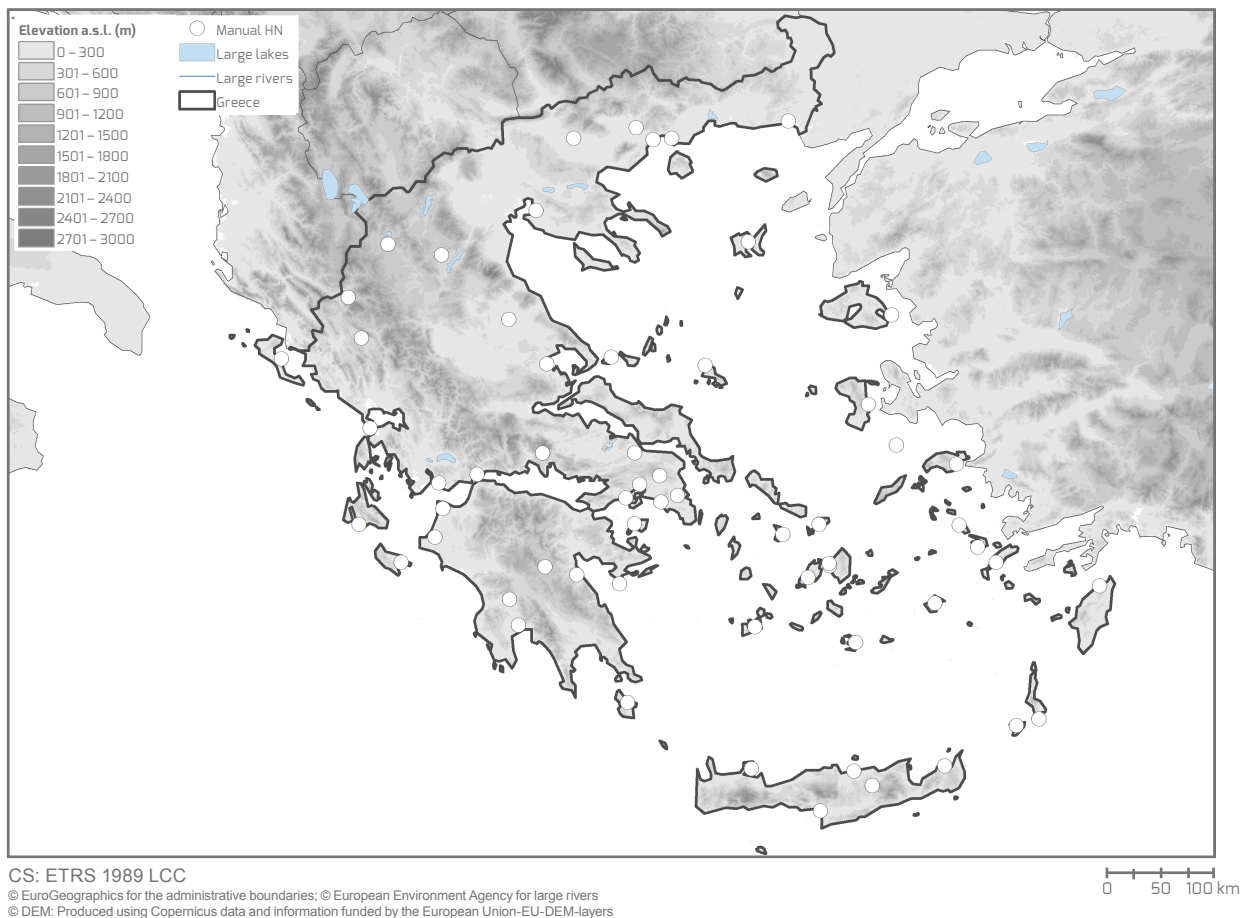 Elevation a.s.l. (m)
0 – 300
301 – 600
601 – 900
901 – 1200
1201 – 1500
1501 – 1800
1801 – 2100
2101 – 2400
2401 – 2700
2701 – 3000
Manual HN
Large lakes
Large rivers
Greece
CS: ETRS 1989 LCC
© EuroGeographics for the administrative boundaries; © European Environment Agency for large rivers
© DEM: Produced using Copernicus data and information funded by the European Union-EU-DEM-layers
0 50 100 km